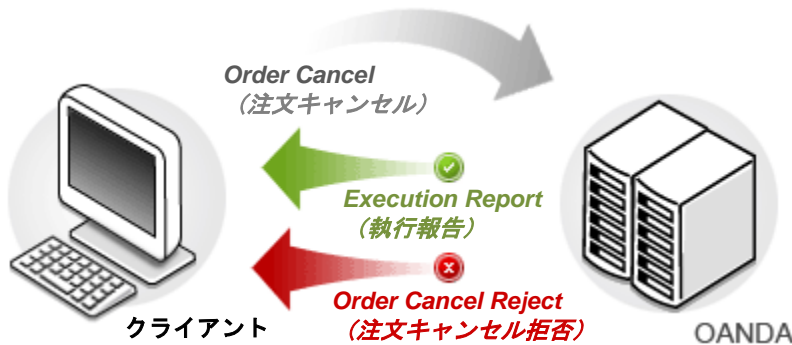 Order Cancel
（注文キャンセル）
Execution Report
（執行報告）
Order Cancel Reject
（注文キャンセル拒否）
クライアント
OANDA